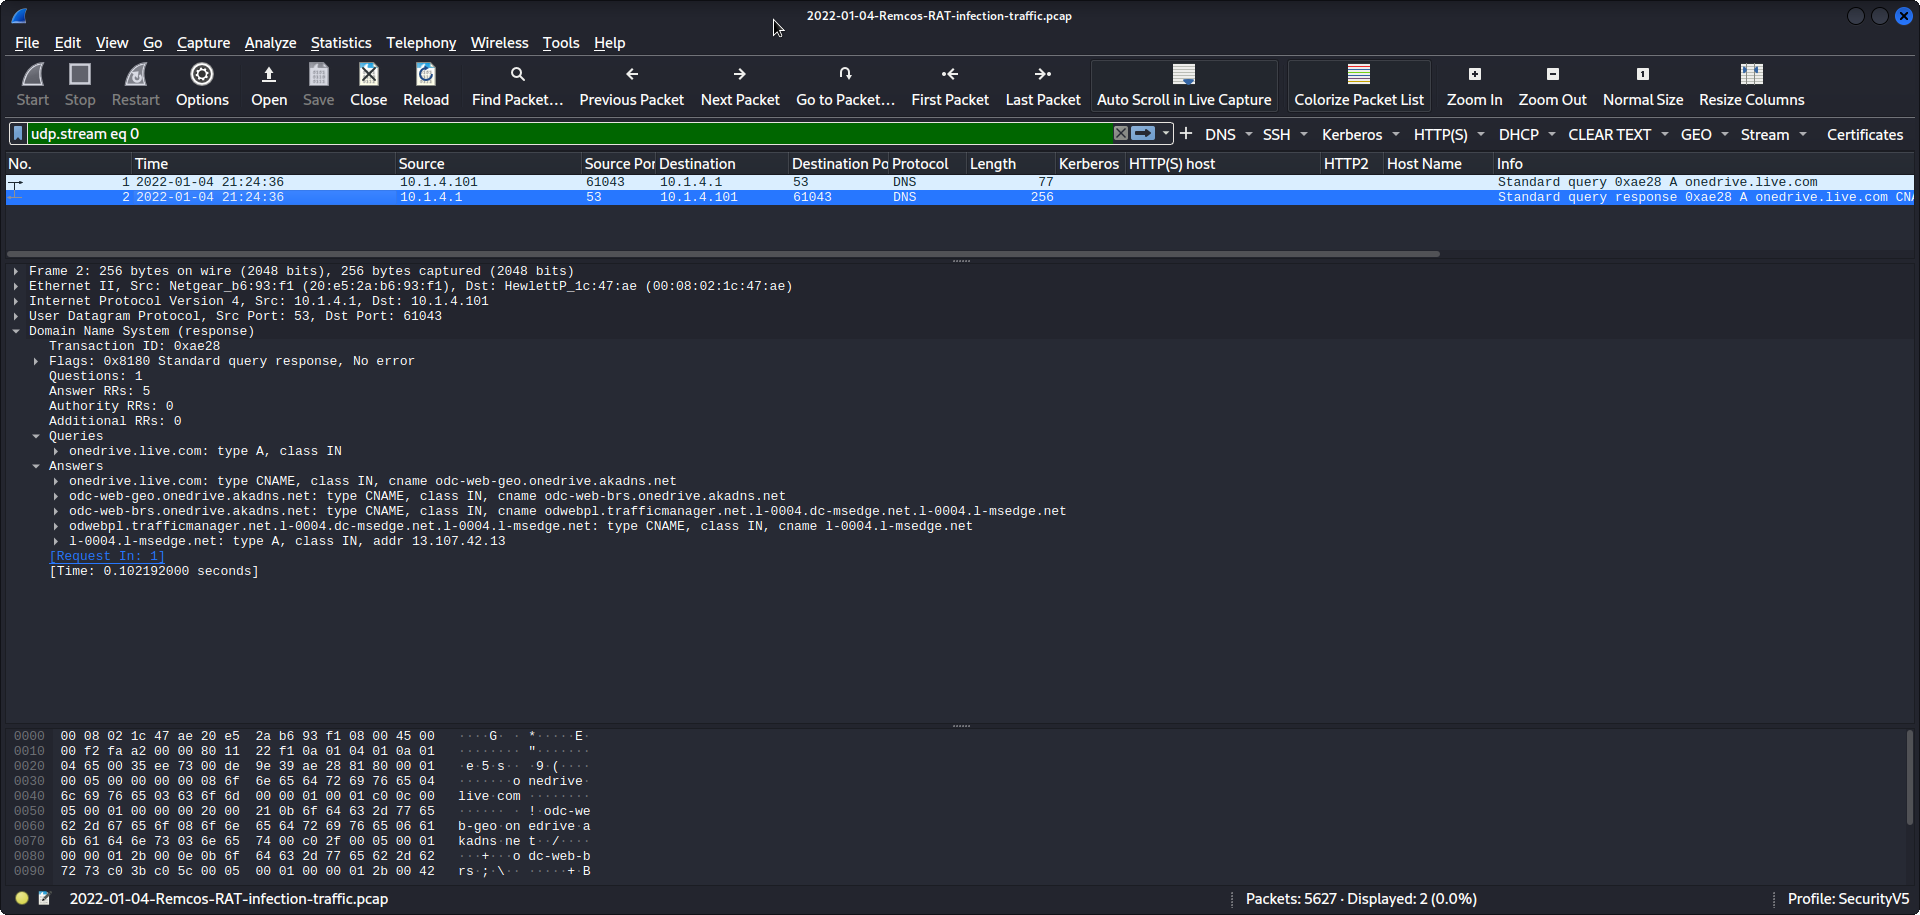 2022-01-04-Remcos-RAT-infection-traffic.pcap
File Edit View Go Capture Analyze Statistics Telephony Wireless Tools Help
Start Stop Restart Options Open Save Close Reload Find Packet... Previous Packet Next Packet Go to Packet... First Packet Last Packet Auto Scroll in Live Capture Colorize Packet List Zoom In Zoom Out Normal Size Resize Columns
udp.stream eq 0 + DNS SSH Kerberos HTTP(S) DHCP CLEAR TEXT GEO Stream Certificates
No. Time Source Source Por Destination Destination Po Protocol Length Kerberos HTTP(S) host HTTP2 Host Name Info
1 2022-01-04 21:24:36 10.1.4.101 61043 10.1.4.1 53 DNS 77 Standard query 0xae28 A onedrive.live.com
2 2022-01-04 21:24:36 10.1.4.1 53 10.1.4.101 61043 DNS 256 Standard query response 0xae28 A onedrive.live.com CNA
Frame 2: 256 bytes on wire (2048 bits), 256 bytes captured (2048 bits)
Ethernet II, Src: Netgear_b6:93:f1 (20:e5:2a:b6:93:f1), Dst: HewlettP_1c:47:ae (00:08:02:1c:47:ae)
Internet Protocol Version 4, Src: 10.1.4.1, Dst: 10.1.4.101
User Datagram Protocol, Src Port: 53, Dst Port: 61043
Domain Name System (response)
Transaction ID: 0xae28
Flags: 0x8180 Standard query response, No error
Questions: 1
Answer RRs: 5
Authority RRs: 0
Additional RRs: 0
Queries
onedrive.live.com: type A, class IN
Answers
onedrive.live.com: type CNAME, class IN, cname odc-web-geo.onedrive.akadns.net
odc-web-geo.onedrive.akadns.net: type CNAME, class IN, cname odc-web-brs.onedrive.akadns.net
odc-web-brs.onedrive.akadns.net: type CNAME, class IN, cname odwebpl.trafficmanager.net.l-0004.dc-msedge.net.l-0004.l-msedge.net
odwebpl.trafficmanager.net.l-0004.dc-msedge.net.l-0004.l-msedge.net: type CNAME, class IN, cname l-0004.l-msedge.net
l-0004.l-msedge.net: type A, class IN, addr 13.107.42.13
[Request In: 1]
[Time: 0.102192000 seconds]
0000 00 08 02 1c 47 ae 20 e5 2a b6 93 f1 08 00 45 00 ····G· · *·····E·
0010 00 f2 fa a2 00 00 80 11 22 f1 0a 01 04 01 0a 01 ········ "·······
0020 04 65 00 35 ee 73 00 de 9e 39 ae 28 81 80 00 01 ·e·5·s·· ·9·(····
0030 00 05 00 00 00 00 08 6f 6e 65 64 72 69 76 65 04 ·······o nedrive·
0040 6c 69 76 65 03 63 6f 6d 00 00 01 00 01 c0 0c 00 live·com ········
0050 05 00 01 00 00 00 20 00 21 0b 6f 64 63 2d 77 65 ······ · !·odc-we
0060 62 2d 67 65 6f 08 6f 6e 65 64 72 69 76 65 06 61 b-geo·on edrive·a
0070 6b 61 64 6e 73 03 6e 65 74 00 c0 2f 00 05 00 01 kadns·ne t··/····
0080 00 00 01 2b 00 0e 0b 6f 64 63 2d 77 65 62 2d 62 ···+···o dc-web-b
0090 72 73 c0 3b c0 5c 00 05 00 01 00 00 01 2b 00 42 rs·;·\·· ·····+·B
2022-01-04-Remcos-RAT-infection-traffic.pcap Packets: 5627 · Displayed: 2 (0.0%) Profile: SecurityV5